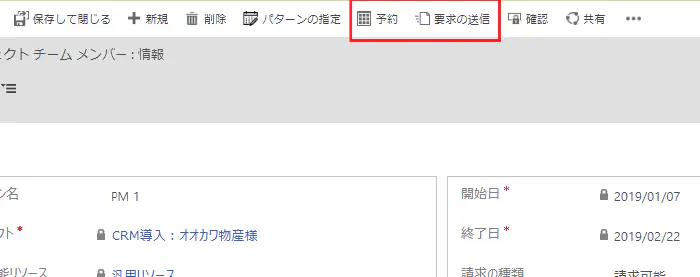 保存して閉じる 新規 削除 パターンの指定 予約 要求の送信 確認 共有 •••
クト チーム メンバー : 情報
ン名 PM 1
クト* CRM導入：オオカワ物産様
能リソース 汎用リソース
開始日* 2019/01/07
終了日* 2019/02/22
請求の種類 請求可能